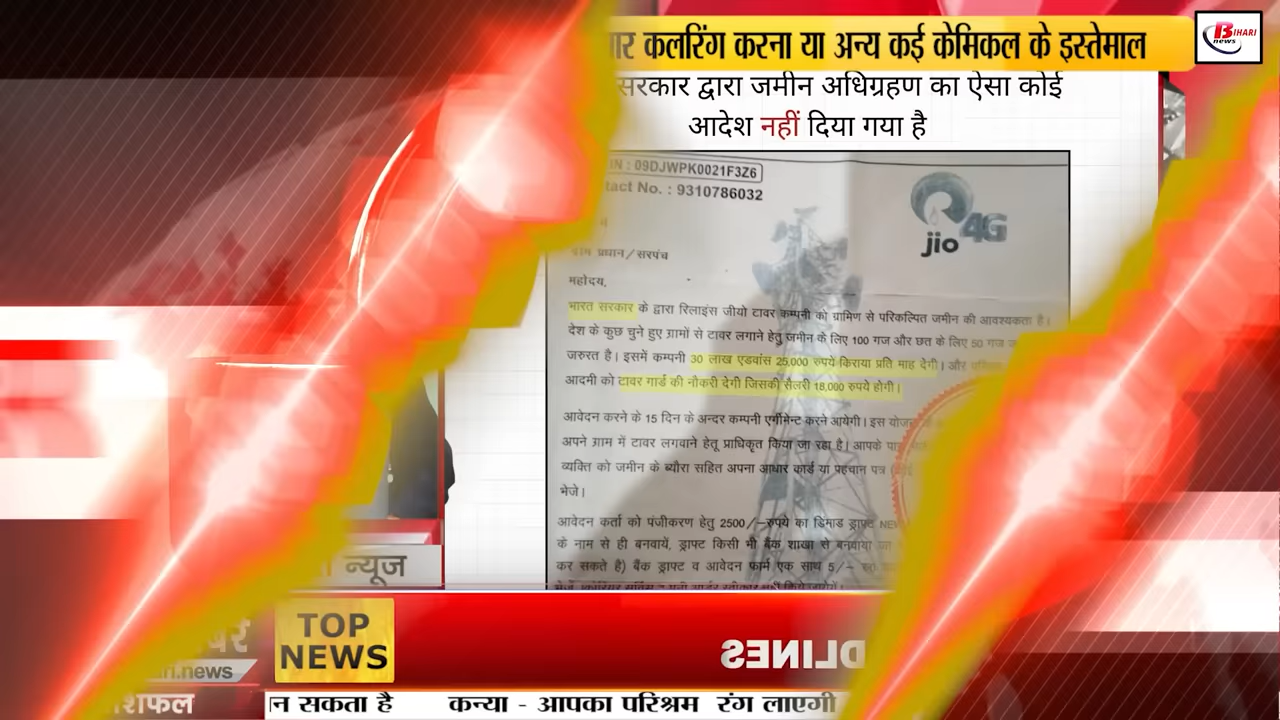 कलरिंग करना या अन्य कई केमिकल के इस्तेमाल
BIHARI
news
सरकार द्वारा जमीन अधिग्रहण का ऐसा कोई
आदेश नहीं दिया गया है
IN : 09DJWPK0021F3Z6
tact No. : 9310786032
jio 4G
प्रधान/सरपंच
महोदय,
भारत सरकार के द्वारा रिलाइंस जीयो टावर कम्पनी को ग्रामिण से परिकल्पित जमीन की आवश्यकता है।
देश के कुछ चुने हुए ग्रामों से टावर लगाने हेतु जमीन के लिए 100 गज और छत के लिए 50 गज
जरुरत है। इसमें कम्पनी 30 लाख एडवांस 25,000 रुपये किराया प्रति माह देगी। और
आदमी को टावर गार्ड की नौकरी देगी जिसकी सैलरी 18,000 रुपये होगी।
आवेदन करने के 15 दिन के अन्दर कम्पनी एर्गीमेन्ट करने आयेगी। इस
अपने ग्राम में टावर लगवाने हेतू प्राधिकृत किया जा रहा है। आपके
व्यक्ति को जमीन के ब्यौरा सहित अपना आधार कार्ड या पहचान पत्र
भेजे।
आवेदन कर्ता को पंजीकरण हेतु 2500/-रुपये का डिमाड ड्राफ्ट NEW
के नाम से ही बनवायें, ड्राफ्ट किसी भी बैंक शाखा से बनवाया
कर सकते है) बैंक ड्राफ्ट व आवेदन फार्म एक साथ 5/-
न्यूज
TOP
NEWS
DLINES
ri.news
शिफल
न सकता है कन्या - आपका परिश्रम रंग लाएगी